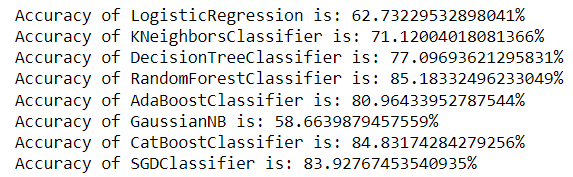 Accuracy of LogisticRegression is: 62.73229532898041%
Accuracy of KNeighborsClassifier is: 71.12004018081366%
Accuracy of DecisionTreeClassifier is: 77.09693621295831%
Accuracy of RandomForestClassifier is: 85.18332496233049%
Accuracy of AdaBoostClassifier is: 80.96433952787544%
Accuracy of GaussianNB is: 58.6639879457559%
Accuracy of CatBoostClassifier is: 84.83174284279256%
Accuracy of SGDClassifier is: 83.92767453540935%